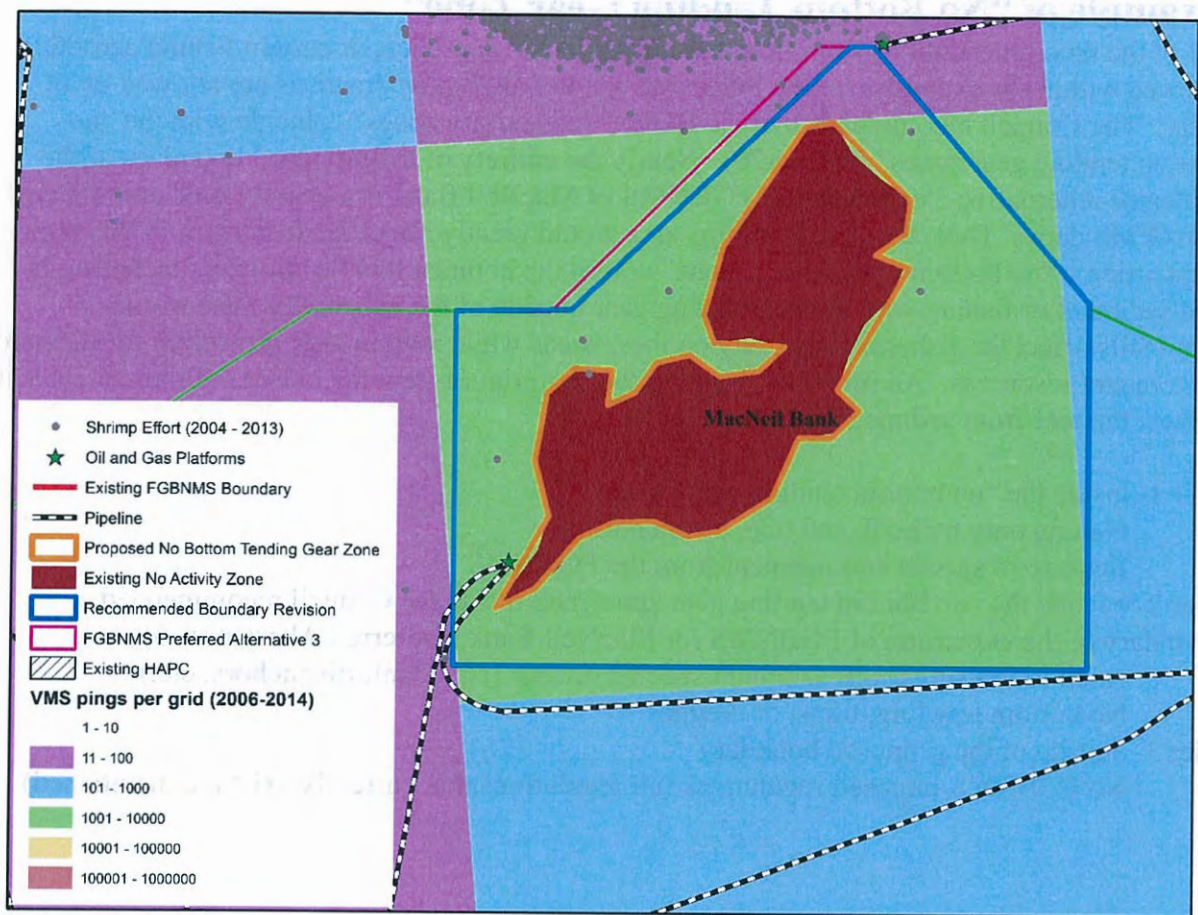 MacNeil Bank
Shrimp Effort (2004 - 2013)
Oil and Gas Platforms
Existing FGBNMS Boundary
Pipeline
Proposed No Bottom Tending Gear Zone
Existing No Activity Zone
Recommended Boundary Revision
FGBNMS Preferred Alternative 3
Existing HAPC
VMS pings per grid (2006-2014)
1 - 10
11 - 100
101 - 1000
1001 - 10000
10001 - 100000
100001 - 1000000